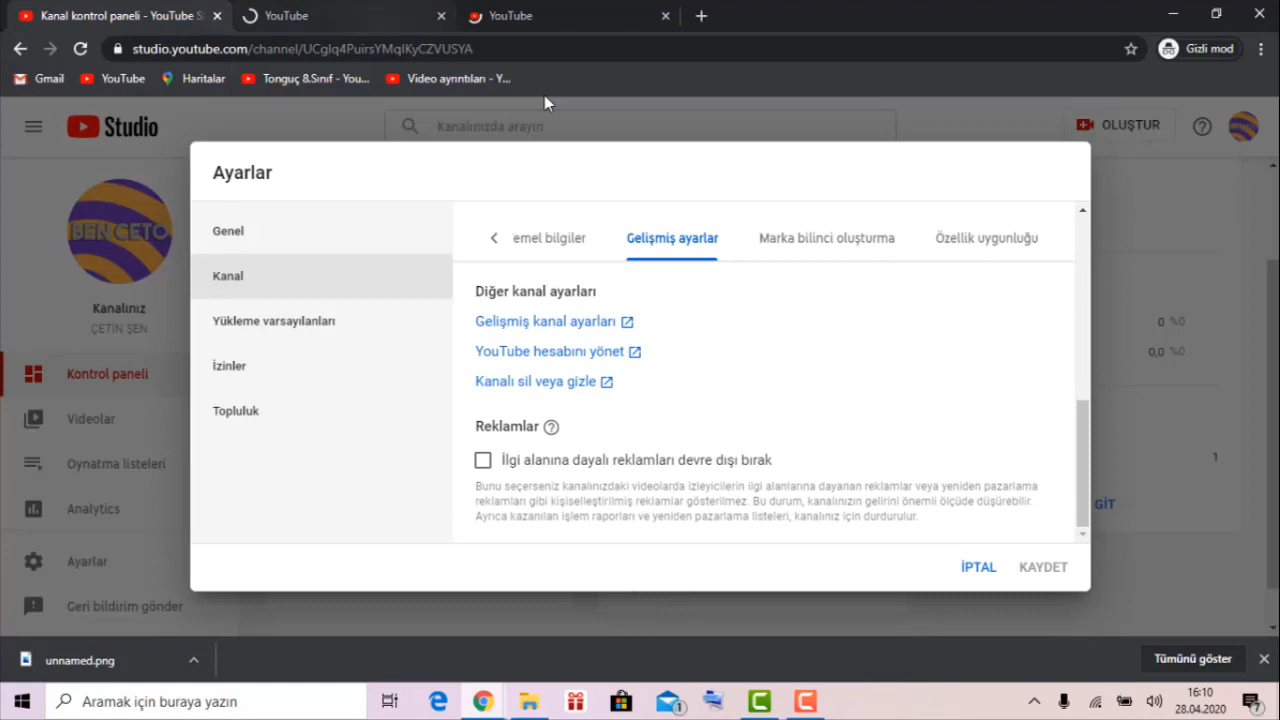 Kanal kontrol paneli - YouTube S
YouTube
YouTube
studio.youtube.com/channel/UCglq4PuirsYMqIKyCZVUSYA
Gizli mod
Gmail
YouTube
Haritalar
Tonguç 8.Sınıf - You...
Video ayrıntıları - Y...
Studio
Kanalınızda arayın
OLUŞTUR
BEN ÇETO
Kanalınız
ÇETİN ŞEN
Kontrol paneli
Videolar
Oynatma listeleri
Analytics
Ayarlar
Geri bildirim gönder
Ayarlar
Genel
Kanal
Yükleme varsayılanları
İzinler
Topluluk
emel bilgiler
Gelişmiş ayarlar
Marka bilinci oluşturma
Özellik uygunluğu
Diğer kanal ayarları
Gelişmiş kanal ayarları
YouTube hesabını yönet
Kanalı sil veya gizle
Reklamlar
İlgi alanına dayalı reklamları devre dışı bırak
Bunu seçerseniz kanalınızdaki videolarda izleyicilerin ilgi alanlarına dayanan reklamlar veya yeniden pazarlama
reklamları gibi kişiselleştirilmiş reklamlar gösterilmez. Bu durum, kanalınızın gelirini önemli ölçüde düşürebilir.
Ayrıca kazanılan işlem raporları ve yeniden pazarlama listeleri, kanalınız için durdurulur.
İPTAL
KAYDET
0 %0
0,0 %0
1
GİT
unnamed.png
Tümünü göster
Aramak için buraya yazın
1
16:10
28.04.2020
7